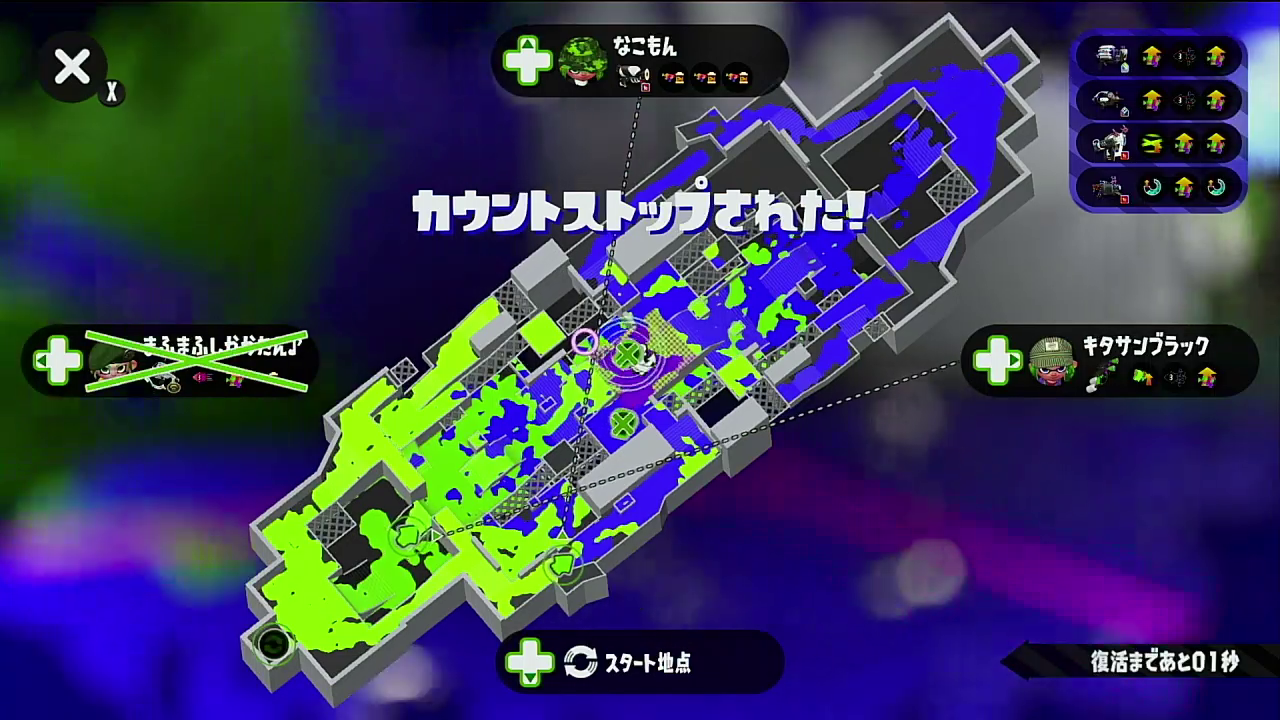 X
X
なこもん
カウントストップされた!
キタサンブラック
スタート地点
復活まであと01秒